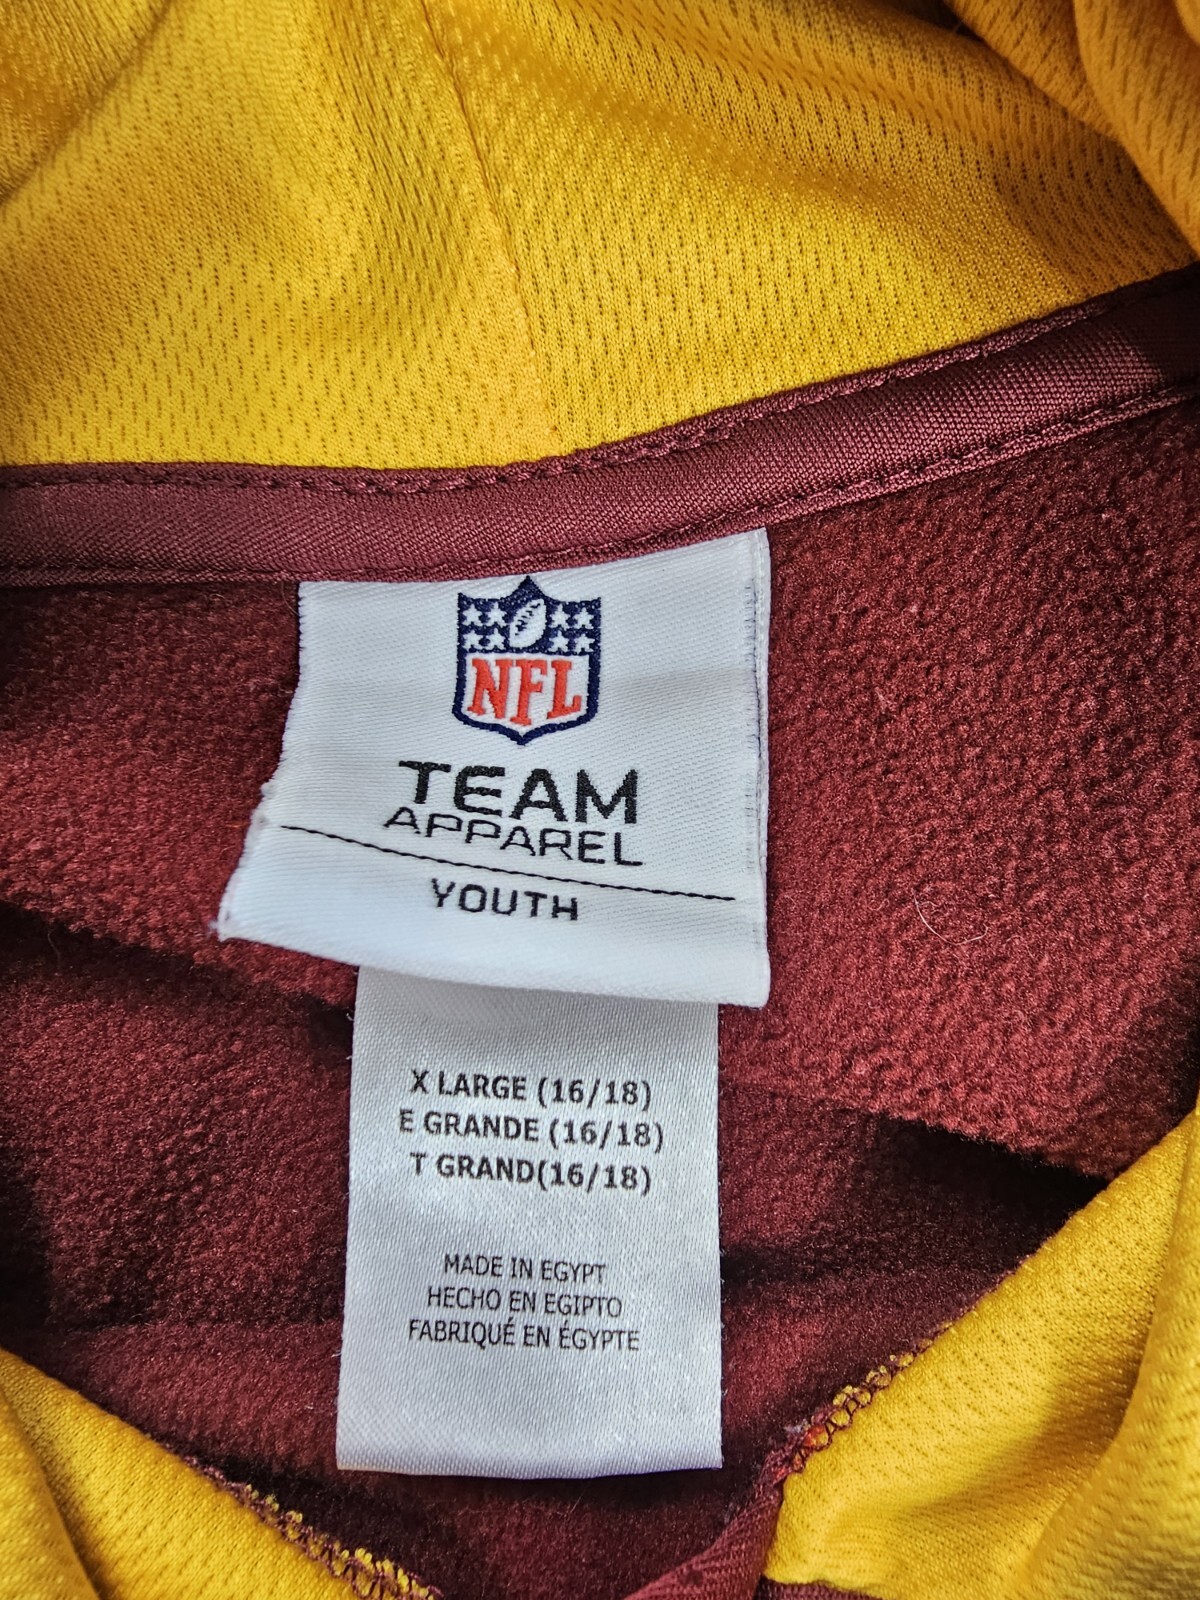 NFL
TEAM
APPAREL
YOUTH
X LARGE (16/18)
E GRANDE (16/18)
T GRAND(16/18)
MADE IN EGYPT
HECHO EN EGIPTO
FABRIQUÉ EN ÉGYPTE